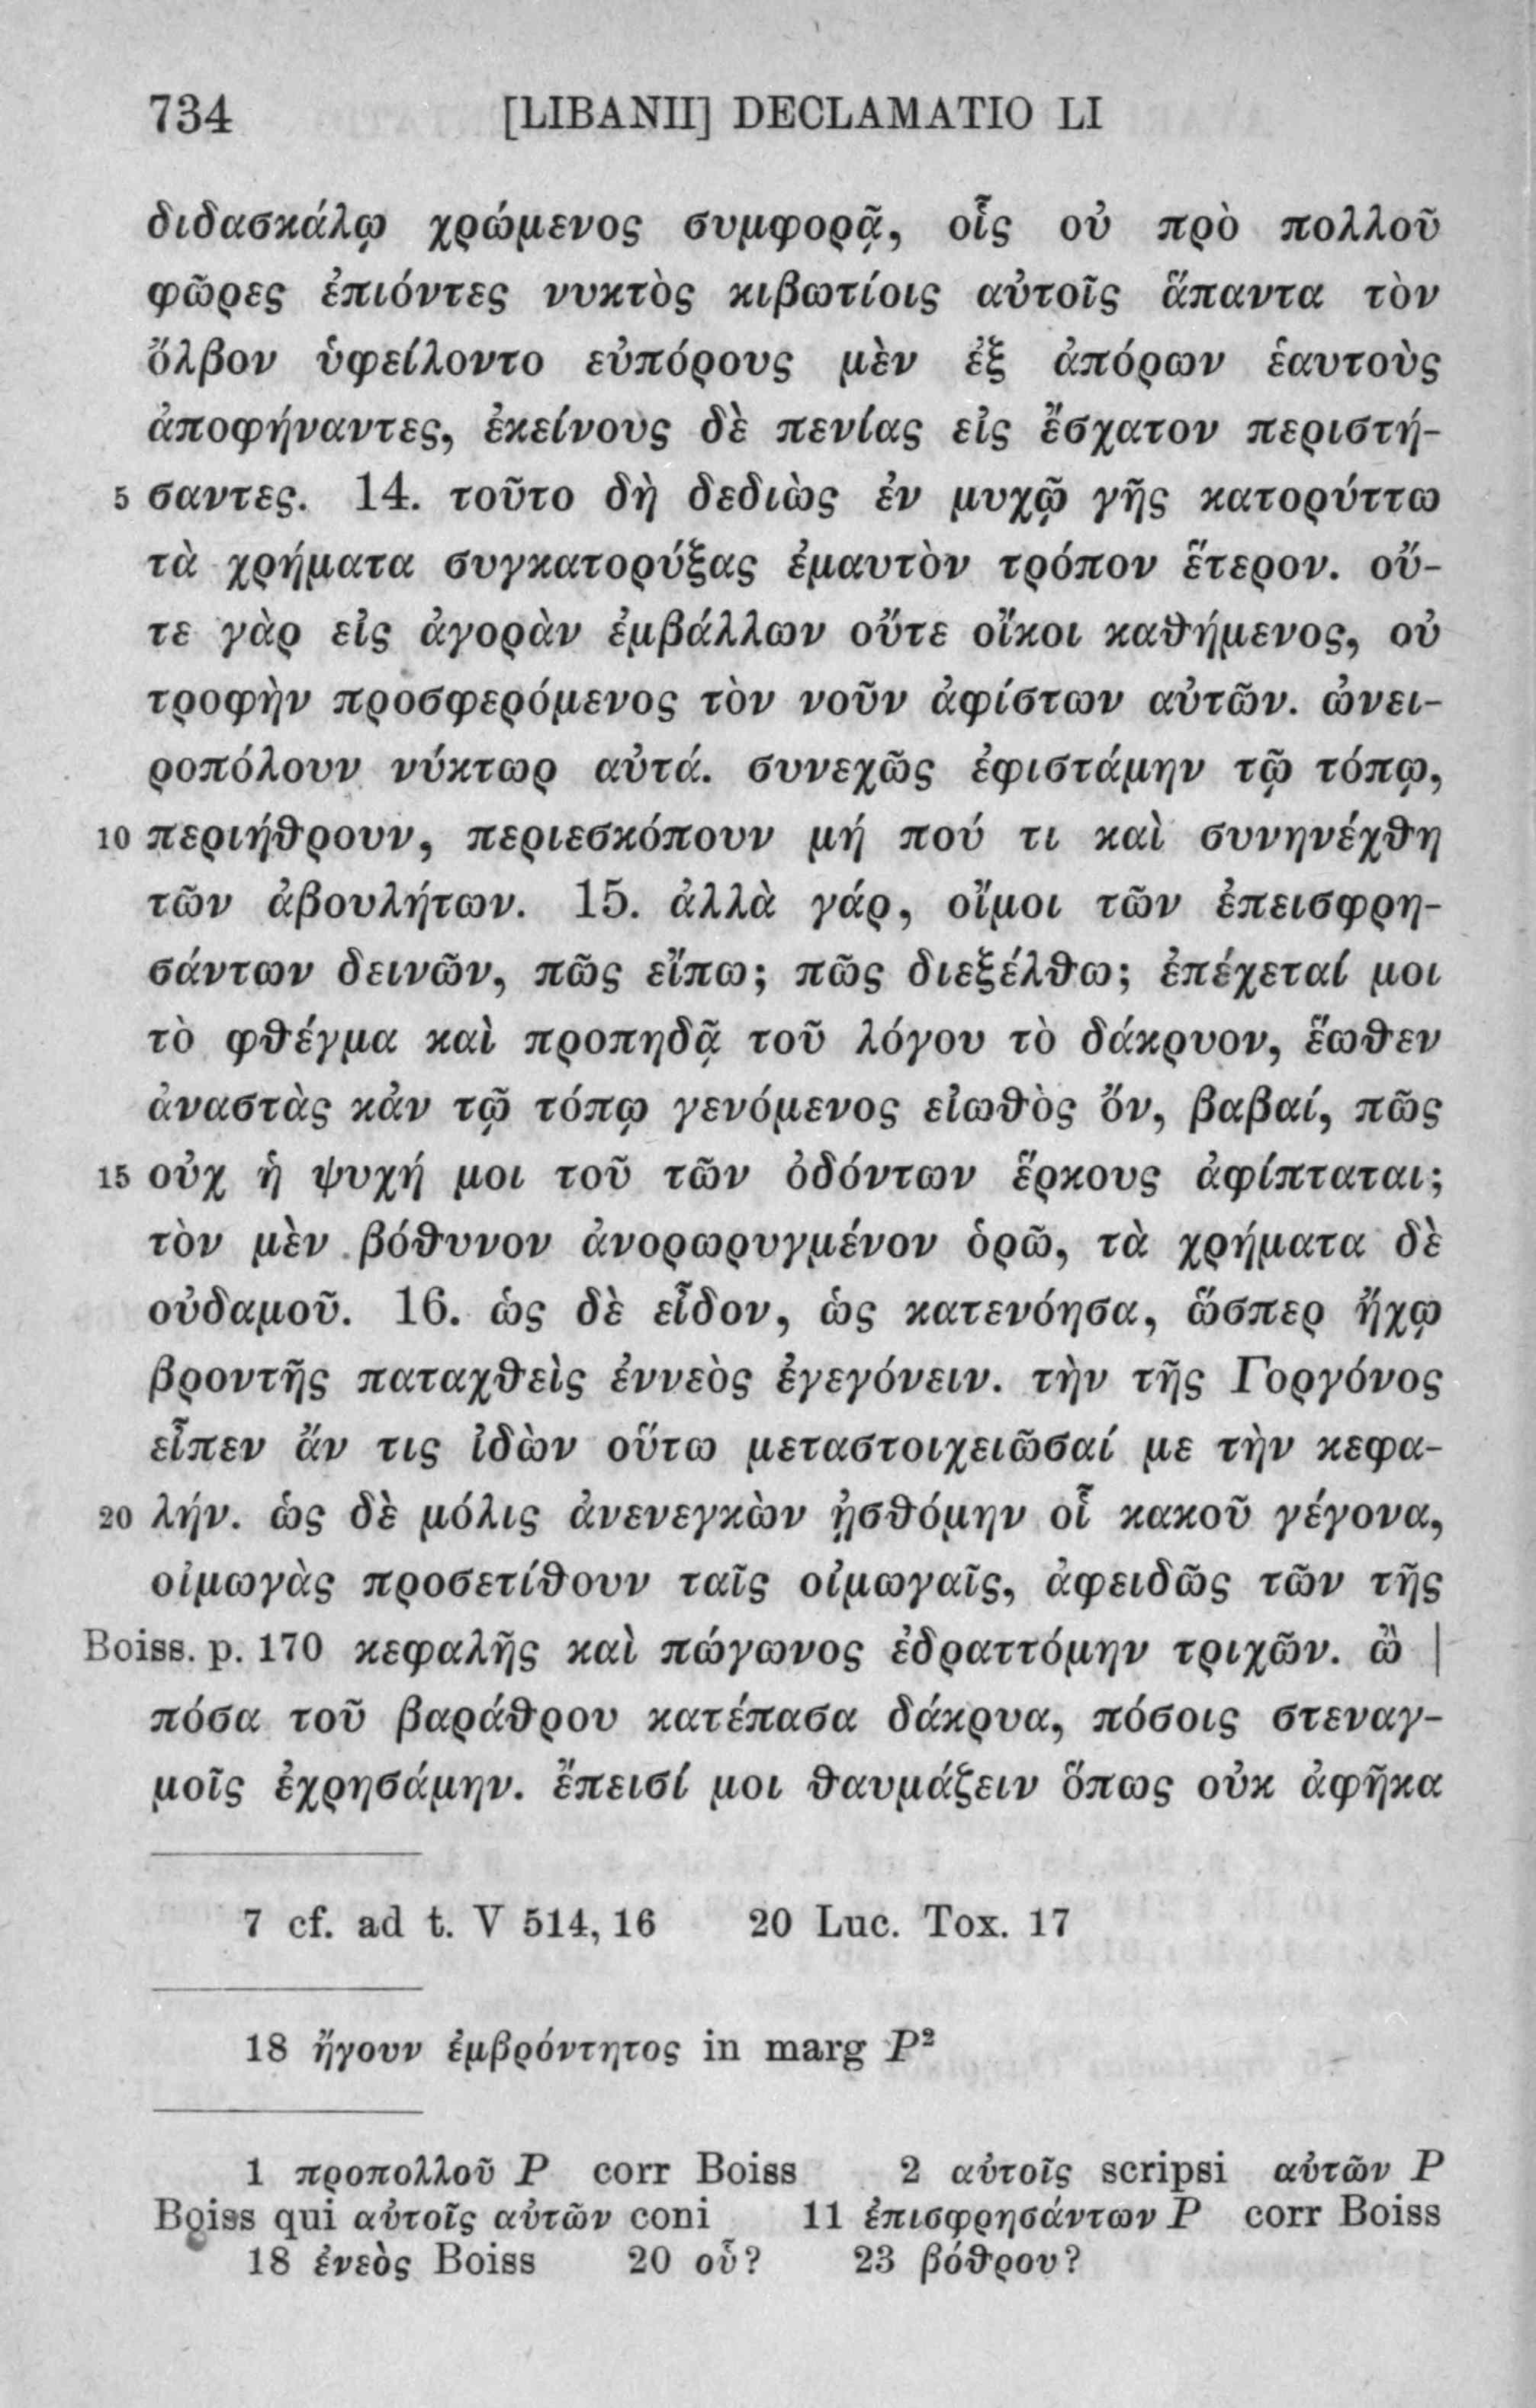 734 [LIBANII] DECLAMATIO LI
διδασκάλῳ χρώμενος συμφορᾷ, οἷς οὐ πρὸ πολλοῦ
φῶρες ἐπιόντες νυκτὸς κιβωτίοις αὐτοῖς ἅπαντα τὸν
ὄλβον ὑφείλοντο εὐπόρους μὲν ἐξ ἀπόρων ἑαυτοὺς
ἀποφήναντες, ἐκείνους δὲ πενίας εἰς ἔσχατον περιστή-
5 σαντες. 14. τοῦτο δὴ δεδιὼς ἐν μυχῷ γῆς κατορύττω
τὰ χρήματα συγκατορύξας ἐμαυτὸν τρόπον ἕτερον. οὔ-
τε γὰρ εἰς ἀγορὰν ἐμβάλλων οὔτε οἴκοι καθήμενος, οὐ
τροφὴν προσφερόμενος τὸν νοῦν ἀφίστων αὐτῶν. ὠνει-
ροπόλουν νύκτωρ αὐτά. συνεχῶς ἐφιστάμην τῷ τόπῳ,
10 περιήθρουν, περιεσκόπουν μή πού τι καὶ συνηνέχθη
τῶν ἀβουλήτων. 15. ἀλλὰ γάρ, οἴμοι τῶν ἐπεισφρη-
σάντων δεινῶν, πῶς εἴπω; πῶς διεξέλθω; ἐπέχεταί μοι
τὸ φθέγμα καὶ προπηδᾷ τοῦ λόγου τὸ δάκρυον, ἕωθεν
ἀναστὰς κἀν τῷ τόπῳ γενόμενος εἰωθὸς ὄν, βαβαί, πῶς
15 οὐχ ἡ ψυχή μοι τοῦ τῶν ὀδόντων ἕρκους ἀφίπταται;
τὸν μὲν βόθυνον ἀνορωρυγμένον ὁρῶ, τὰ χρήματα δὲ
οὐδαμοῦ. 16. ὡς δὲ εἶδον, ὡς κατενόησα, ὥσπερ ἤχῳ
βροντῆς παταχθεὶς ἐννεὸς ἐγεγόνειν. τὴν τῆς Γοργόνος
εἶπεν ἄν τις ἰδὼν οὕτω μεταστοιχειῶσαί με τὴν κεφα-
20 λήν. ὡς δὲ μόλις ἀνενεγκὼν ᾐσθόμην οἷ κακοῦ γέγονα,
οἰμωγὰς προσετίθουν ταῖς οἰμωγαῖς, ἀφειδῶς τῶν τῆς
Boiss. p. 170 κεφαλῆς καὶ πώγωνος ἐδραττόμην τριχῶν. ὢ |
πόσα τοῦ βαράθρου κατέπασα δάκρυα, πόσοις στεναγ-
μοῖς ἐχρησάμην. ἔπεισί μοι θαυμάζειν ὅπως οὐκ ἀφῆκα
7 cf. ad t. V 514, 16 20 Luc. Tox. 17
18 ἤγουν ἐμβρόντητος in marg P²
1 προπολλοῦ P corr Boiss 2 αὐτοῖς scripsi αὐτῶν P
Boiss qui αὐτοῖς αὐτῶν coni 11 ἐπισφρησάντων P corr Boiss
18 ἐνεὸς Boiss 20 οὗ? 23 βόθρου?